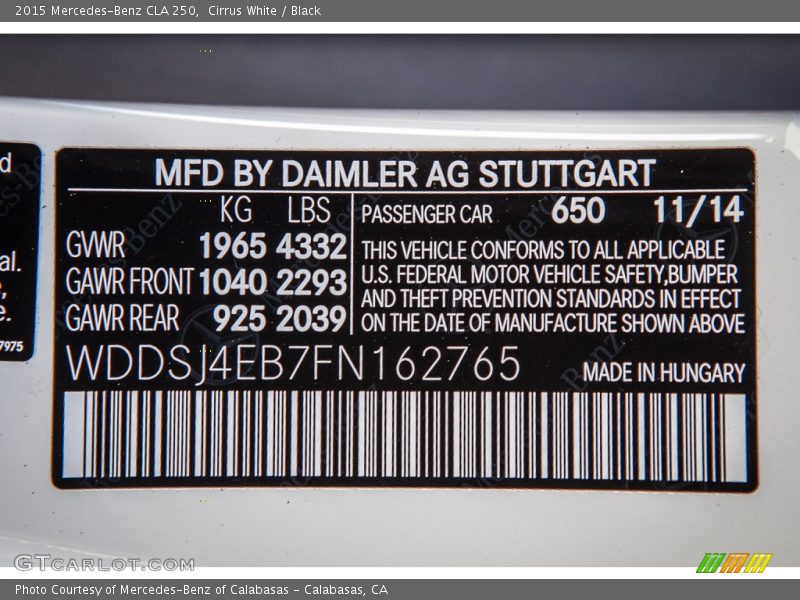 2015 Mercedes-Benz CLA 250,  Cirrus White / Black
MFD BY DAIMLER AG STUTTGART
KG LBS
GWR 1965 4332
GAWR FRONT 1040 2293
GAWR REAR 925 2039
PASSENGER CAR 650 11/14
THIS VEHICLE CONFORMS TO ALL APPLICABLE
U.S. FEDERAL MOTOR VEHICLE SAFETY,BUMPER
AND THEFT PREVENTION STANDARDS IN EFFECT
ON THE DATE OF MANUFACTURE SHOWN ABOVE
WDDSJ4EB7FN162765
MADE IN HUNGARY
d
al.
e.
7975
GTCARLOT.COM
Photo Courtesy of Mercedes-Benz of Calabasas - Calabasas, CA